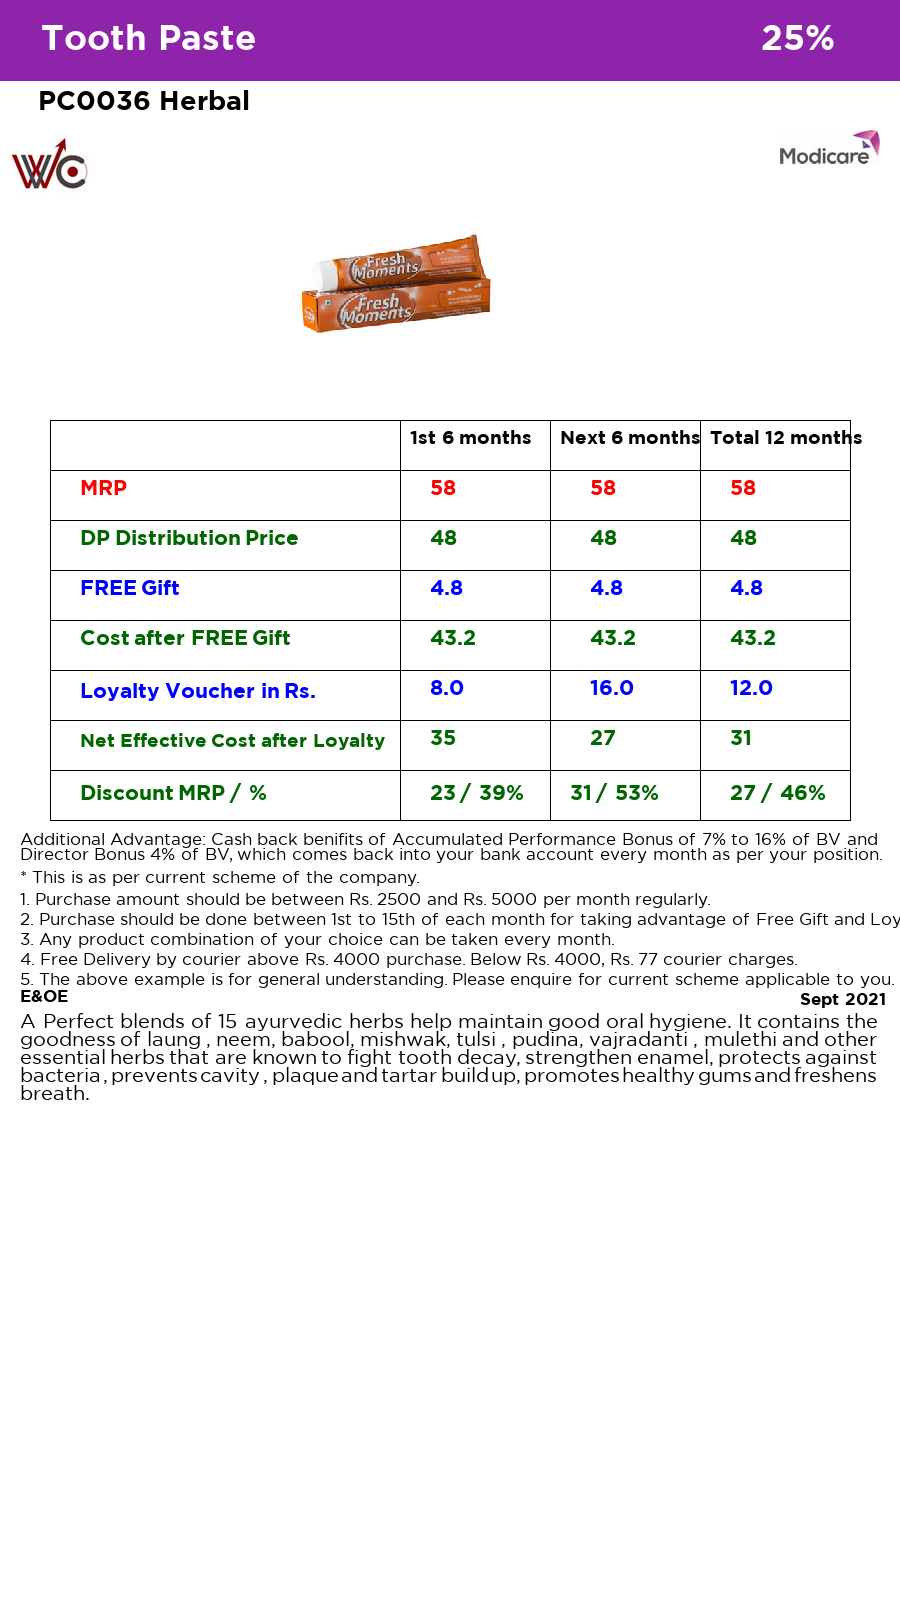 Tooth Paste 25%
PC0036 Herbal
WC
Modicare
Fresh
Moments
Fresh
Moments
1st 6 months Next 6 months Total 12 months
MRP 58 58 58
DP Distribution Price 48 48 48
FREE Gift 4.8 4.8 4.8
Cost after FREE Gift 43.2 43.2 43.2
Loyalty Voucher in Rs. 8.0 16.0 12.0
Net Effective Cost after Loyalty 35 27 31
Discount MRP / % 23 / 39% 31 / 53% 27 / 46%
Additional Advantage: Cash back benifits of Accumulated Performance Bonus of 7% to 16% of BV and
Director Bonus 4% of BV, which comes back into your bank account every month as per your position.
* This is as per current scheme of the company.
1. Purchase amount should be between Rs. 2500 and Rs. 5000 per month regularly.
2. Purchase should be done between 1st to 15th of each month for taking advantage of Free Gift and Loy
3. Any product combination of your choice can be taken every month.
4. Free Delivery by courier above Rs. 4000 purchase. Below Rs. 4000, Rs. 77 courier charges.
5. The above example is for general understanding. Please enquire for current scheme applicable to you.
E&OE Sept 2021
A Perfect blends of 15 ayurvedic herbs help maintain good oral hygiene. It contains the
goodness of laung , neem, babool, mishwak, tulsi , pudina, vajradanti , mulethi and other
essential herbs that are known to fight tooth decay, strengthen enamel, protects against
bacteria , prevents cavity , plaque and tartar build up, promotes healthy gums and freshens
breath.